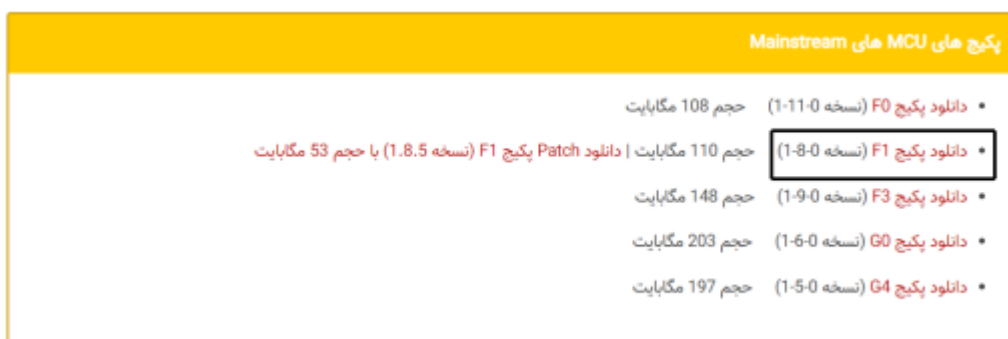 پکیج های MCU های Mainstream
دانلود پکیج F0 (نسخه 0-11-1) حجم 108 مگابایت
دانلود پکیج F1 (نسخه 0-8-1) حجم 110 مگابایت | دانلود Patch پکیج F1 (نسخه 1.8.5) با حجم 53 مگابایت
دانلود پکیج F3 (نسخه 0-9-1) حجم 148 مگابایت
دانلود پکیج G0 (نسخه 0-6-1) حجم 203 مگابایت
دانلود پکیج G4 (نسخه 0-5-1) حجم 197 مگابایت